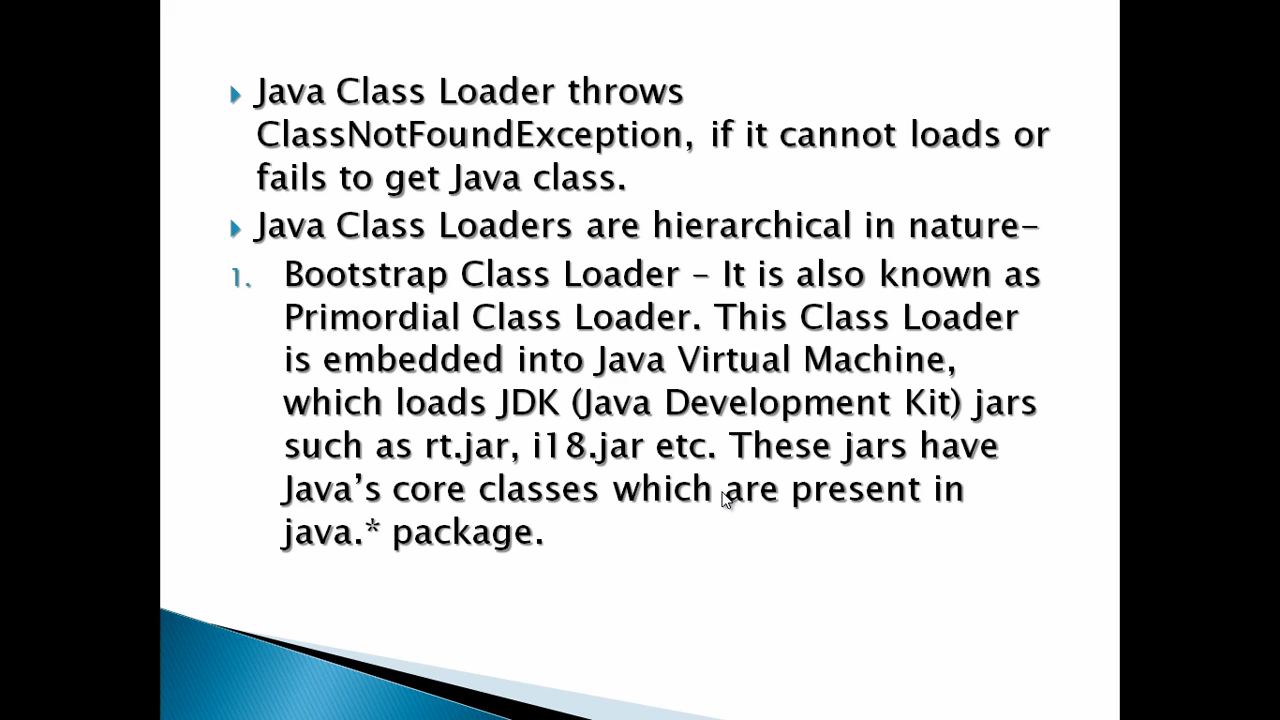 Java Class Loader throws
ClassNotFoundException, if it cannot loads or
fails to get Java class.
Java Class Loaders are hierarchical in nature-
1. Bootstrap Class Loader – It is also known as
Primordial Class Loader. This Class Loader
is embedded into Java Virtual Machine,
which loads JDK (Java Development Kit) jars
such as rt.jar, i18.jar etc. These jars have
Java’s core classes which are present in
java.* package.